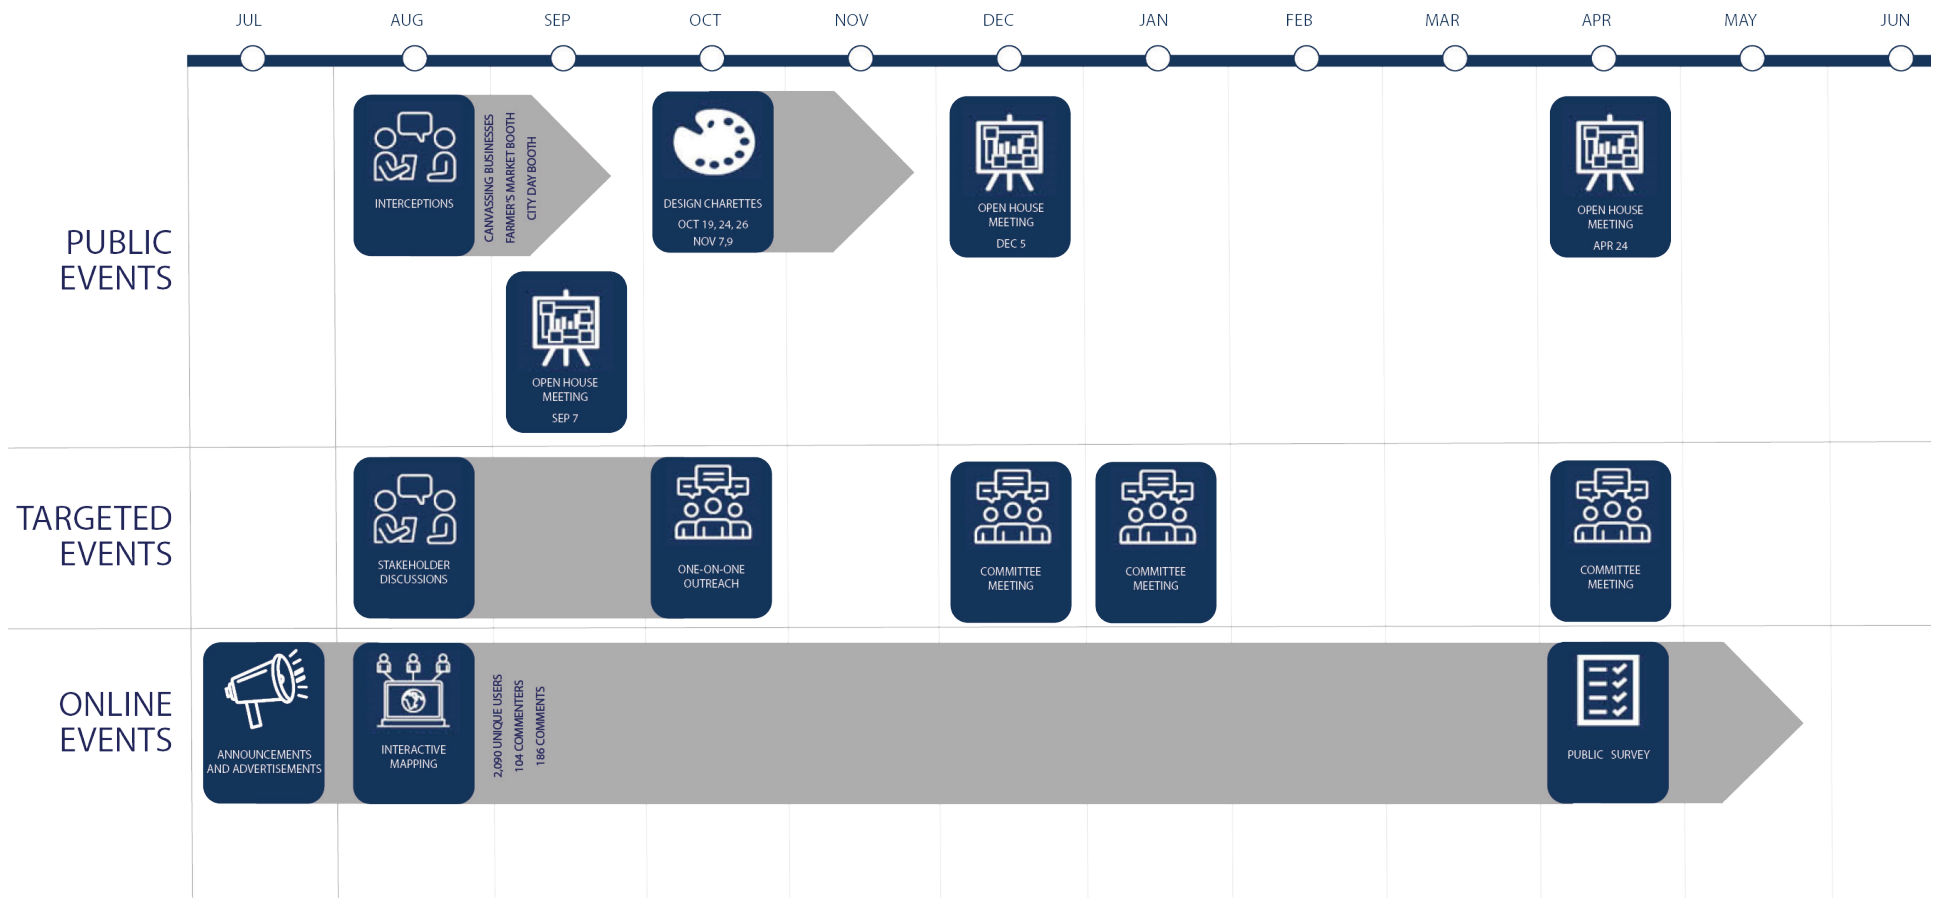 JUL AUG SEP OCT NOV DEC JAN FEB MAR APR MAY JUN
PUBLIC
EVENTS
INTERCEPTIONS
CANVASSING BUSINESSES
FARMER'S MARKET BOOTH
CITY DAY BOOTH
DESIGN CHARETTES
OCT 19, 24, 26
NOV 7,9
OPEN HOUSE
MEETING
DEC 5
OPEN HOUSE
MEETING
APR 24
OPEN HOUSE
MEETING
SEP 7
TARGETED
EVENTS
STAKEHOLDER
DISCUSSIONS
ONE-ON-ONE
OUTREACH
COMMITTEE
MEETING
COMMITTEE
MEETING
COMMITTEE
MEETING
ONLINE
EVENTS
ANNOUNCEMENTS
AND ADVERTISEMENTS
INTERACTIVE
MAPPING
2,090 UNIQUE USERS
104 COMMENTERS
186 COMMENTS
PUBLIC SURVEY